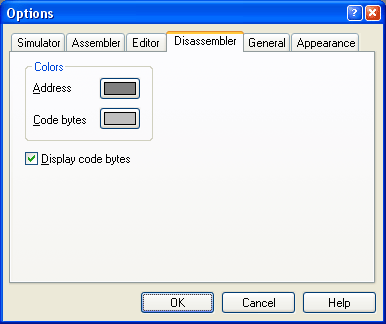 Options
Simulator Assembler Editor Disassembler General Appearance
Colors
Address
Code bytes
Display code bytes
OK Cancel Help